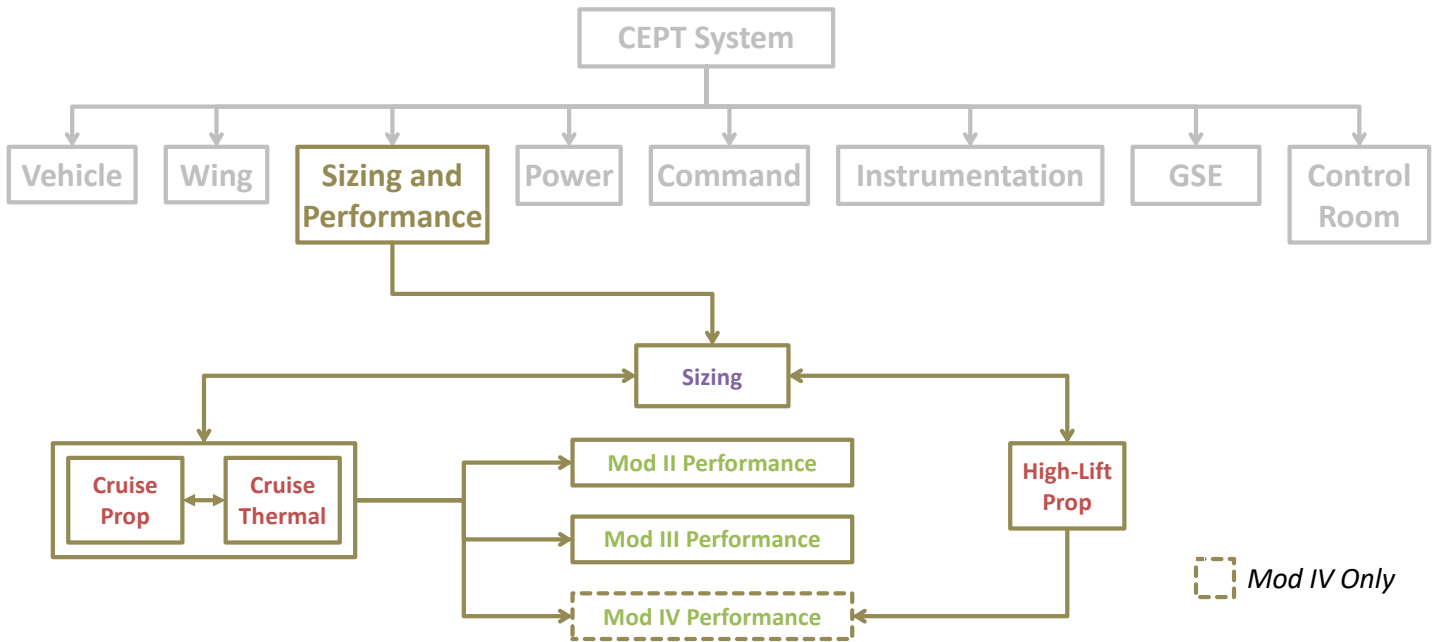 CEPT System
Vehicle
Wing
Sizing and
Performance
Power
Command
Instrumentation
GSE
Control
Room
Sizing
Cruise
Prop
Cruise
Thermal
Mod II Performance
Mod III Performance
Mod IV Performance
High-Lift
Prop
Mod IV Only